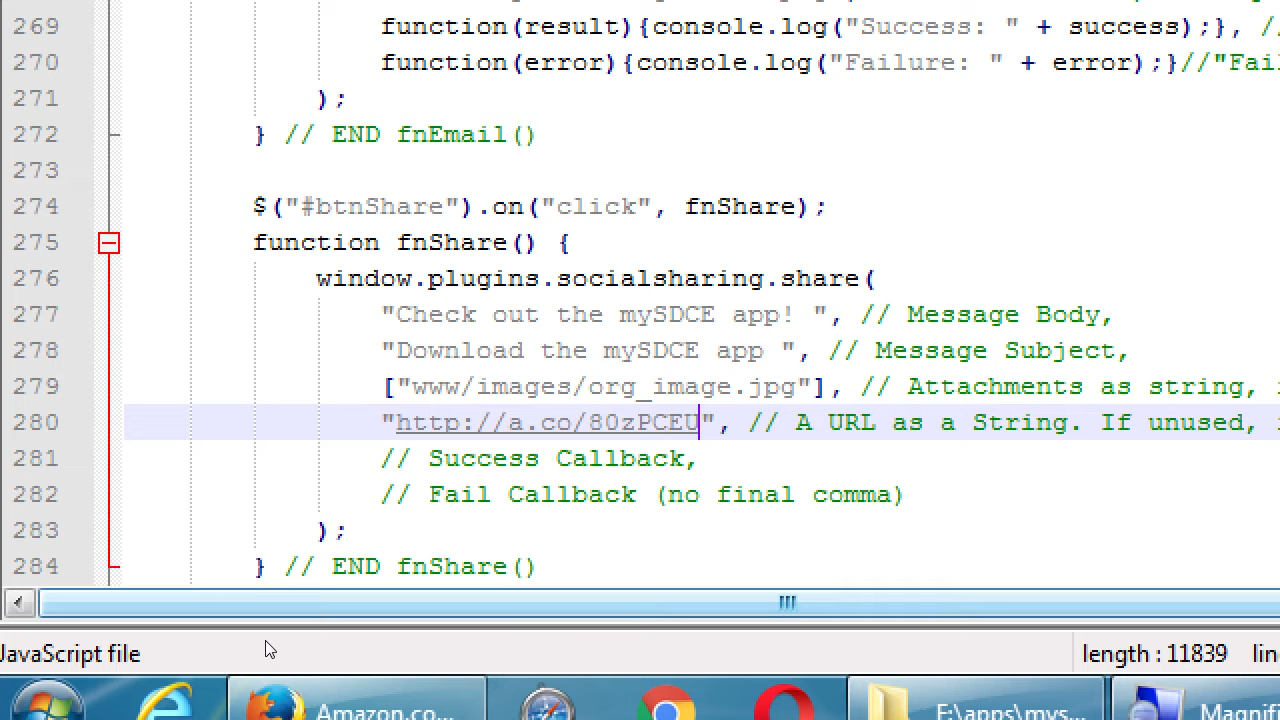 269 function(result){console.log("Success: " + success);}, //
270 function(error){console.log("Failure: " + error);}//"Fail
271 );
272 } // END fnEmail()
273
274 $("#btnShare").on("click", fnShare);
275 function fnShare() {
276 window.plugins.socialsharing.share(
277 "Check out the mySDCE app! ", // Message Body,
278 "Download the mySDCE app ", // Message Subject,
279 ["www/images/org_image.jpg"], // Attachments as string,
280 "http://a.co/80zPCEU", // A URL as a String. If unused,
281 // Success Callback,
282 // Fail Callback (no final comma)
283 );
284 } // END fnShare()
JavaScript file length : 11839 lin
Amazon.co... E:\apps\mys... Magnifi